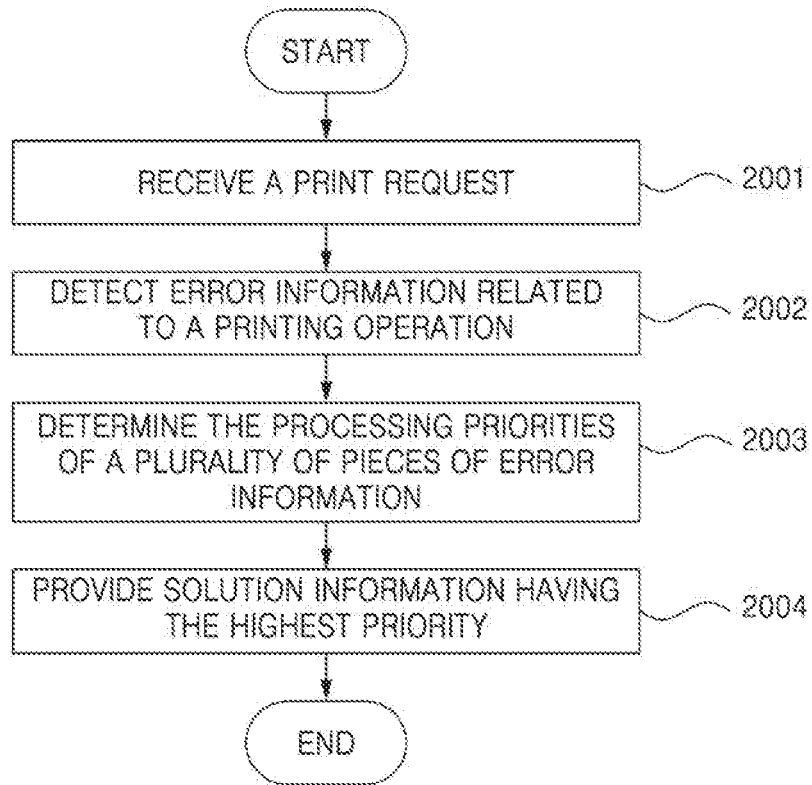 START
RECEIVE A PRINT REQUEST
2001
DETECT ERROR INFORMATION RELATED
TO A PRINTING OPERATION
2002
DETERMINE THE PROCESSING PRIORITIES
OF A PLURALITY OF PIECES OF ERROR
INFORMATION
2003
PROVIDE SOLUTION INFORMATION HAVING
THE HIGHEST PRIORITY
2004
END